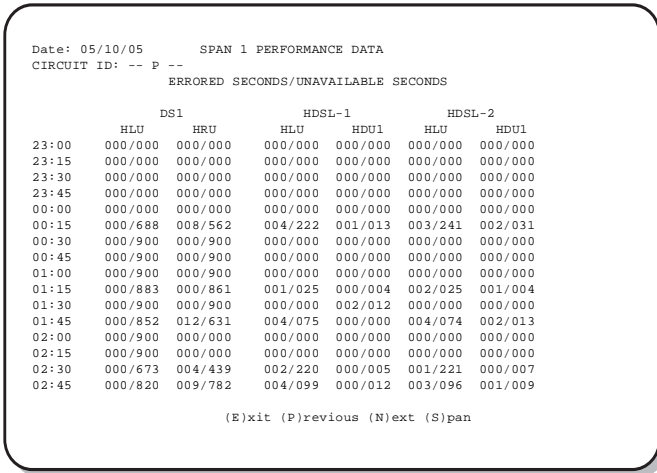 Date: 05/10/05 SPAN 1 PERFORMANCE DATA
CIRCUIT ID: -- P --
ERRORED SECONDS/UNAVAILABLE SECONDS
DS1 HDSL-1 HDSL-2
HLU HRU HLU HDU1 HLU HDU1
23:00 000/000 000/000 000/000 000/000 000/000 000/000
23:15 000/000 000/000 000/000 000/000 000/000 000/000
23:30 000/000 000/000 000/000 000/000 000/000 000/000
23:45 000/000 000/000 000/000 000/000 000/000 000/000
00:00 000/000 000/000 000/000 000/000 000/000 000/000
00:15 000/688 008/562 004/222 001/013 003/241 002/031
00:30 000/900 000/900 000/000 000/000 000/000 000/000
00:45 000/900 000/900 000/000 000/000 000/000 000/000
01:00 000/900 000/900 000/000 000/000 000/000 000/000
01:15 000/883 000/861 001/025 000/004 002/025 001/004
01:30 000/900 000/900 000/000 002/012 000/000 000/000
01:45 000/852 012/631 004/075 000/000 004/074 002/013
02:00 000/900 000/000 000/000 000/000 000/000 000/000
02:15 000/900 000/000 000/000 000/000 000/000 000/000
02:30 000/673 004/439 002/220 000/005 001/221 000/007
02:45 000/820 009/782 004/099 000/012 003/096 001/009
(E)xit (P)revious (N)ext (S)pan